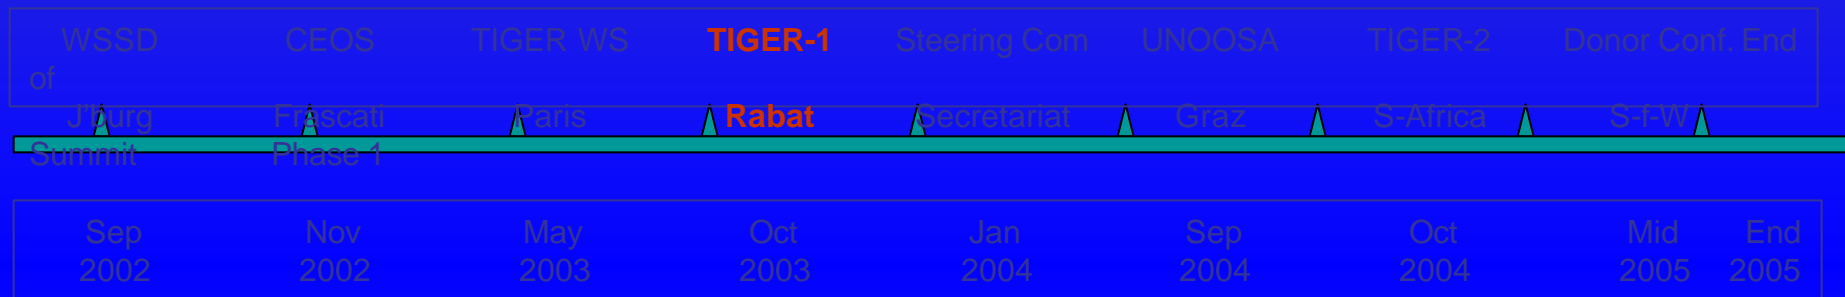 WSSD CEOS TIGER WS TIGER-1 Steering Com UNOOSA TIGER-2 Donor Conf. End
of
J'burg Frascati Paris Rabat Secretariat Graz S-Africa S-f-W
Summit Phase 1
Sep Nov May Oct Jan Sep Oct Mid End
2002 2002 2003 2003 2004 2004 2004 2005 2005